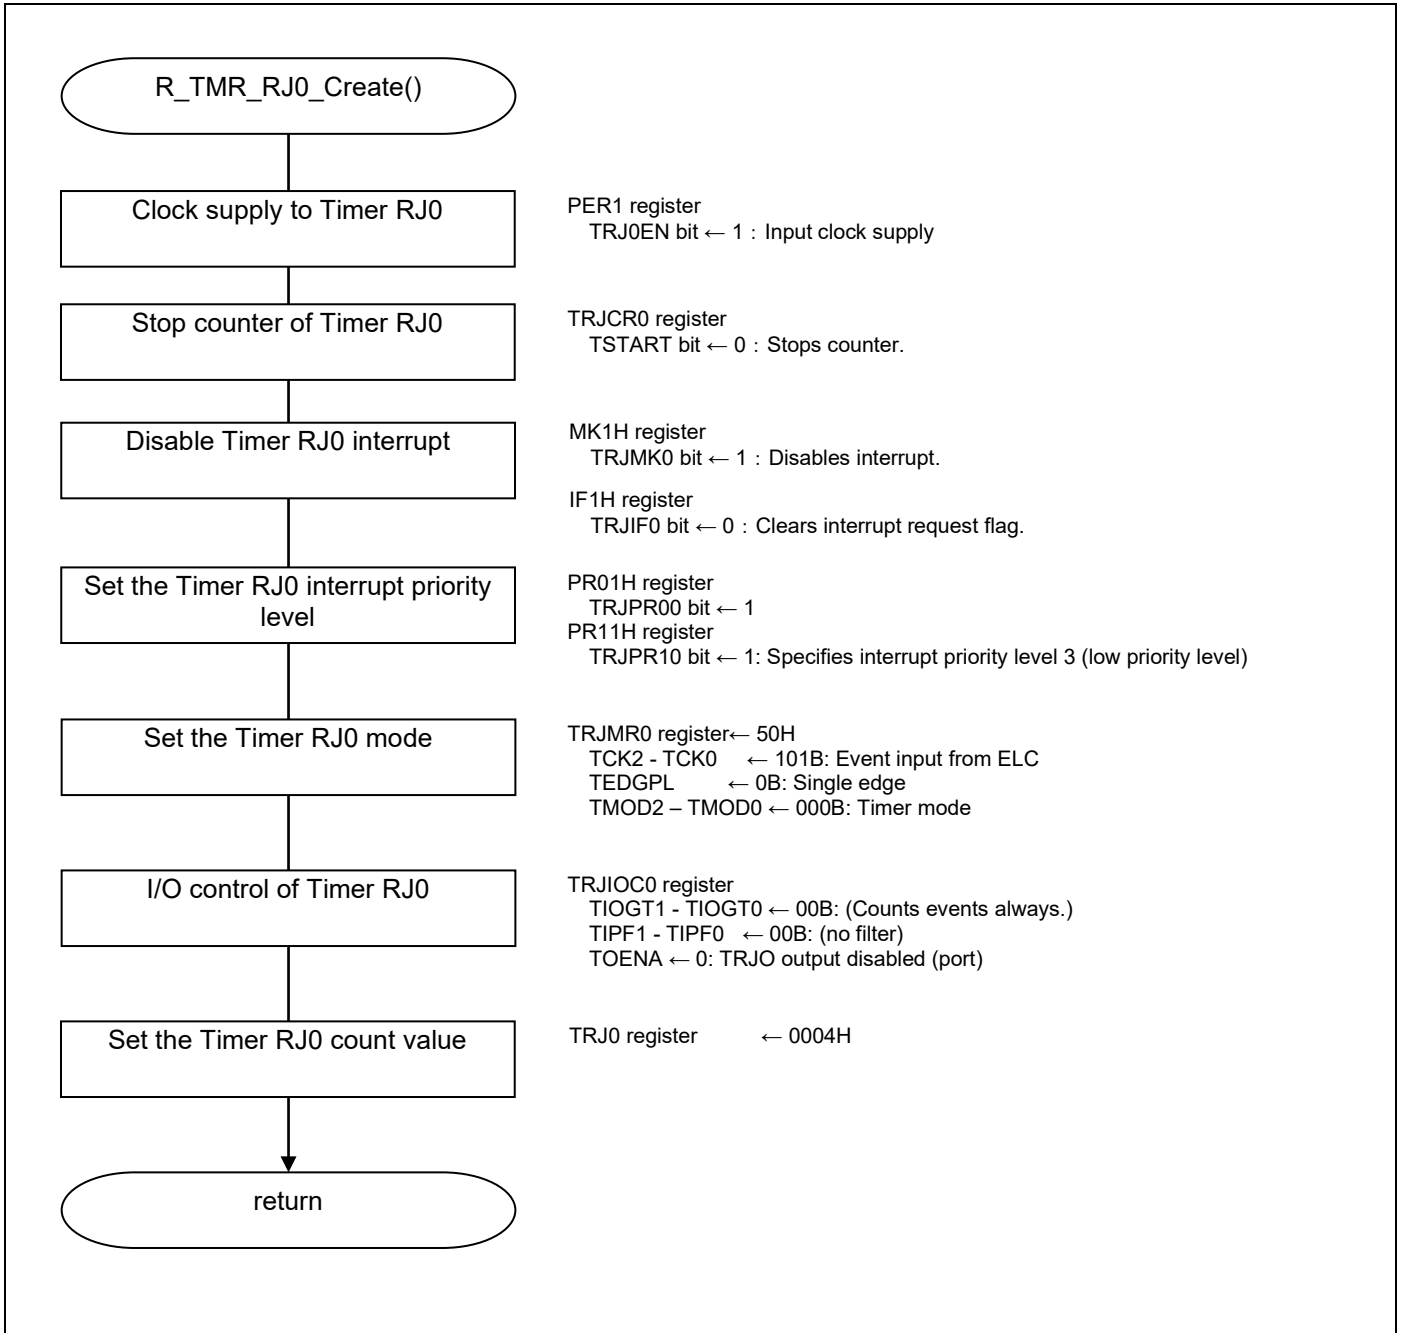 R_TMR_RJ0_Create()
Clock supply to Timer RJ0
PER1 register
TRJ0EN bit ← 1 : Input clock supply
Stop counter of Timer RJ0
TRJCR0 register
TSTART bit ← 0 : Stops counter.
Disable Timer RJ0 interrupt
MK1H register
TRJMK0 bit ← 1 : Disables interrupt.
IF1H register
TRJIF0 bit ← 0 : Clears interrupt request flag.
Set the Timer RJ0 interrupt priority
level
PR01H register
TRJPR00 bit ← 1
PR11H register
TRJPR10 bit ← 1: Specifies interrupt priority level 3 (low priority level)
Set the Timer RJ0 mode
TRJMR0 register← 50H
TCK2 - TCK0 ← 101B: Event input from ELC
TEDGPL ← 0B: Single edge
TMOD2 – TMOD0 ← 000B: Timer mode
I/O control of Timer RJ0
TRJIOC0 register
TIOGT1 - TIOGT0 ← 00B: (Counts events always.)
TIPF1 - TIPF0 ← 00B: (no filter)
TOENA ← 0: TRJO output disabled (port)
Set the Timer RJ0 count value
TRJ0 register ← 0004H
return